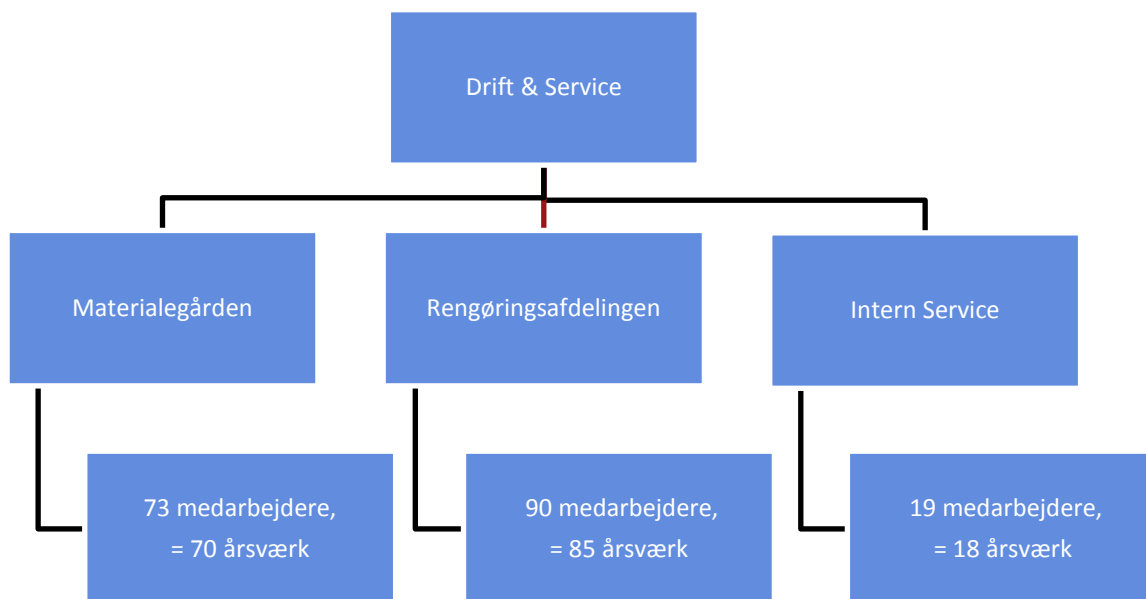 Drift & Service
Materialegården
Rengøringsafdelingen
Intern Service
73 medarbejdere,
= 70 årsværk
90 medarbejdere,
= 85 årsværk
19 medarbejdere,
= 18 årsværk